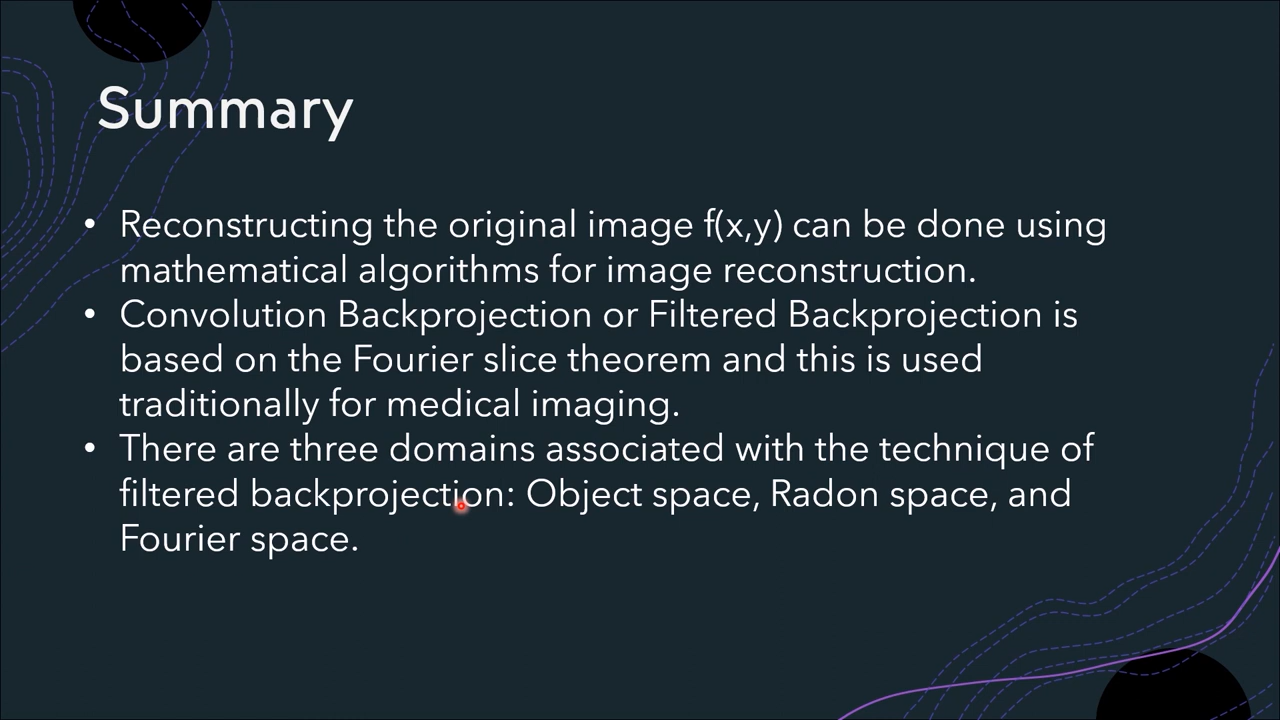 Summary
• Reconstructing the original image f(x,y) can be done using
mathematical algorithms for image reconstruction.
• Convolution Backprojection or Filtered Backprojection is
based on the Fourier slice theorem and this is used
traditionally for medical imaging.
• There are three domains associated with the technique of
filtered backprojection: Object space, Radon space, and
Fourier space.